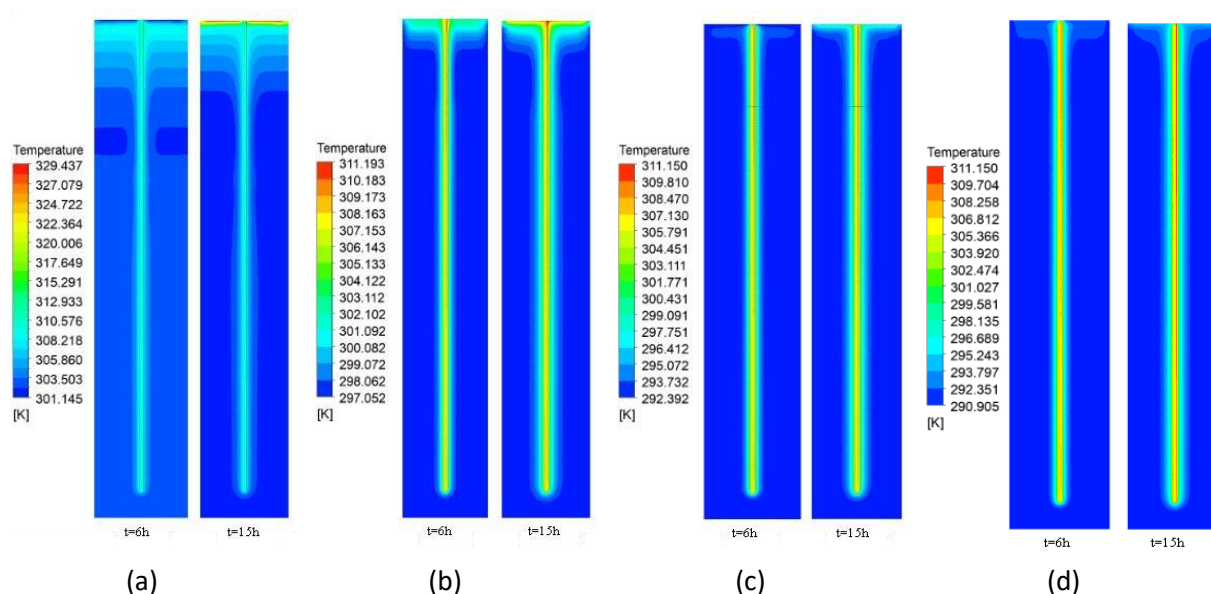 Temperature
329.437
327.079
324.722
322.364
320.006
317.649
315.291
312.933
310.576
308.218
305.860
303.503
301.145
[K]
t=6h
t=15h
(a)
Temperature
311.193
310.183
309.173
308.163
307.153
306.143
305.133
304.122
303.112
302.102
301.092
300.082
299.072
298.062
297.052
[K]
t=6h
t=15h
(b)
Temperature
311.150
309.810
308.470
307.130
305.791
304.451
303.111
301.771
300.431
299.091
297.751
296.412
295.072
293.732
292.392
[K]
t=6h
t=15h
(c)
Temperature
311.150
309.704
308.258
306.812
305.366
303.920
302.474
301.027
299.581
298.135
296.689
295.243
293.797
292.351
290.905
[K]
t=6h
t=15h
(d)